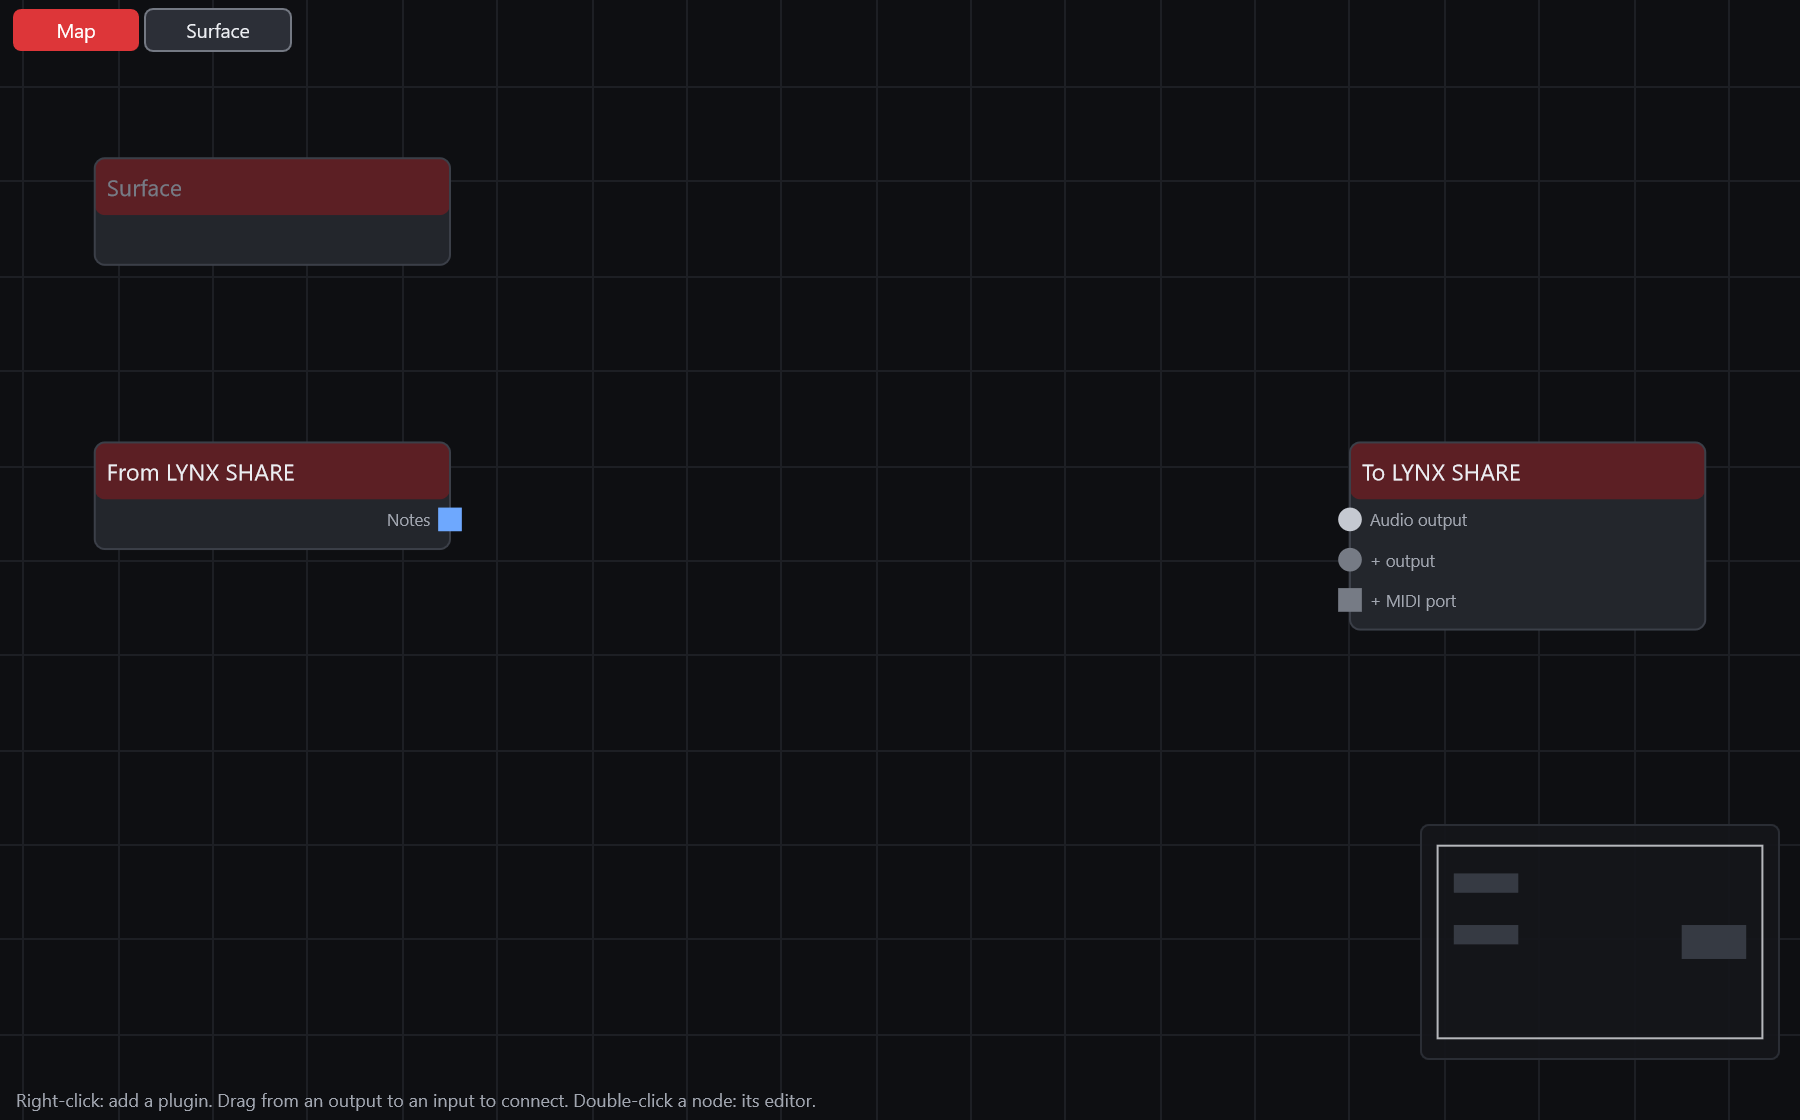 Map
Surface
Surface
From LYNX SHARE
Notes
To LYNX SHARE
Audio output
+ output
+ MIDI port
Right-click: add a plugin. Drag from an output to an input to connect. Double-click a node: its editor.